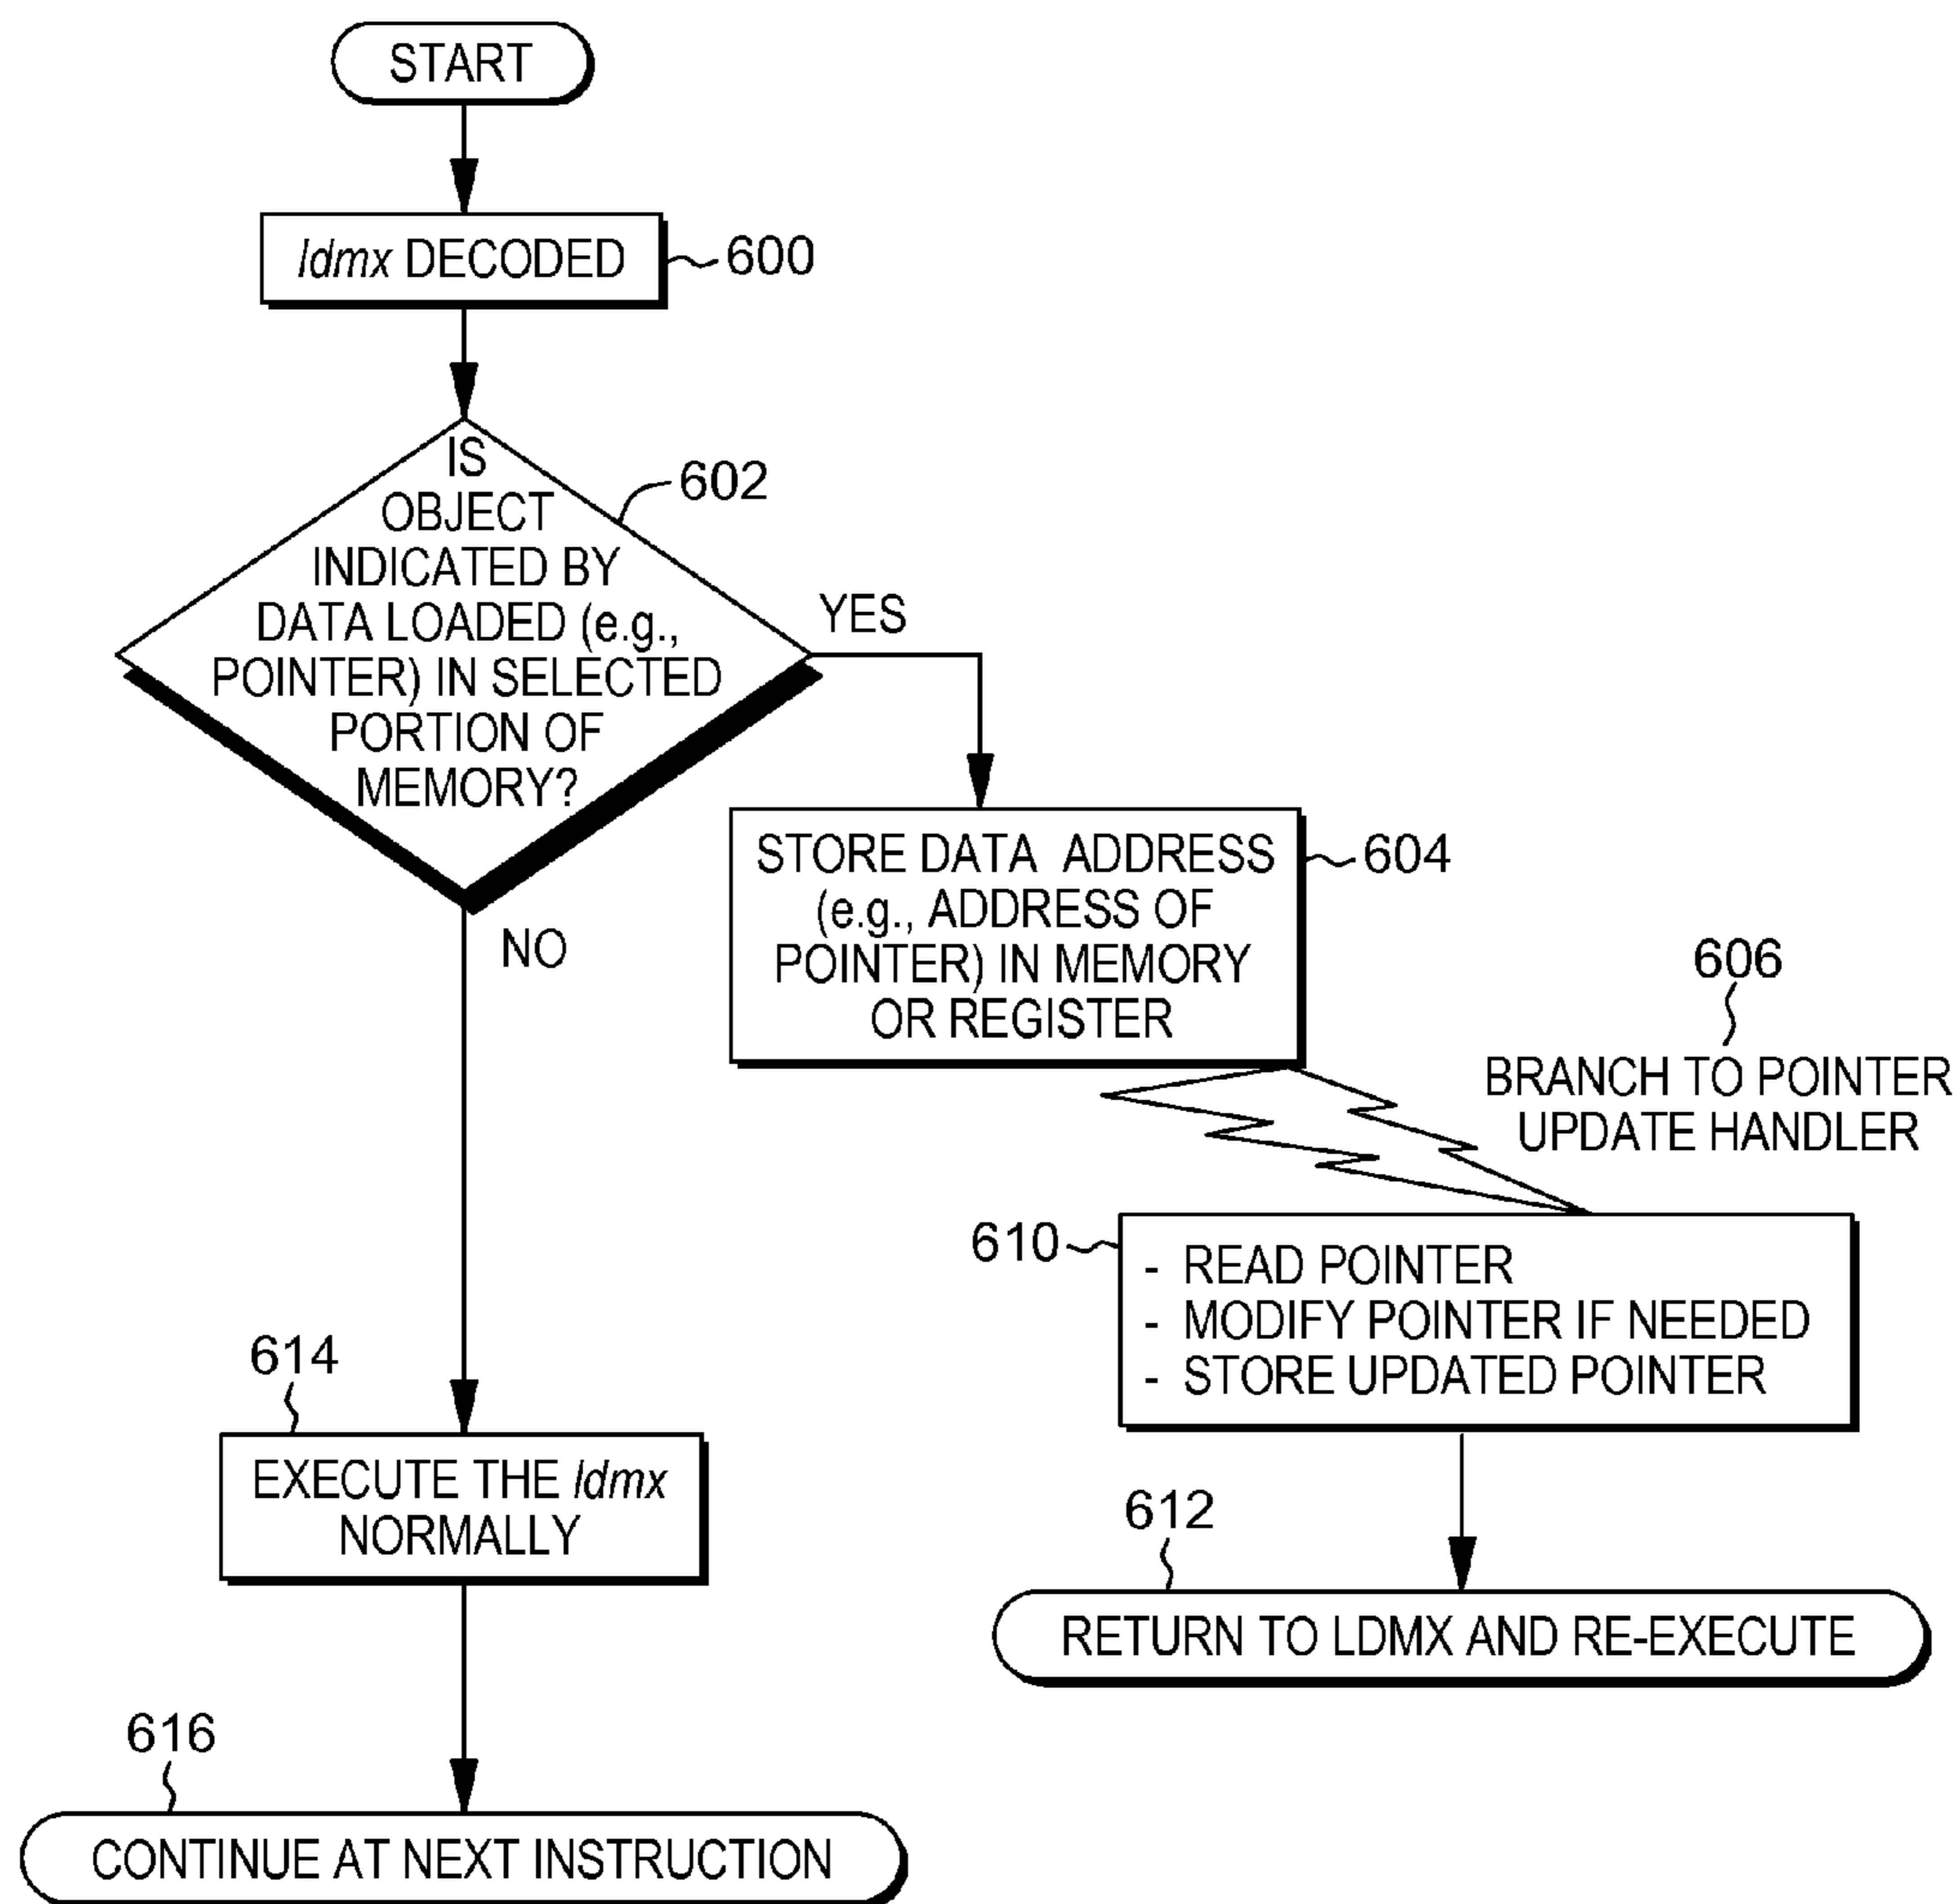 START
ldmx DECODED
600
IS
OBJECT
INDICATED BY
DATA LOADED (e.g.,
POINTER) IN SELECTED
PORTION OF
MEMORY?
602
YES
NO
STORE DATA ADDRESS
(e.g., ADDRESS OF
POINTER) IN MEMORY
OR REGISTER
604
606
BRANCH TO POINTER
UPDATE HANDLER
610
- READ POINTER
- MODIFY POINTER IF NEEDED
- STORE UPDATED POINTER
612
RETURN TO LDMX AND RE-EXECUTE
614
EXECUTE THE ldmx
NORMALLY
616
CONTINUE AT NEXT INSTRUCTION